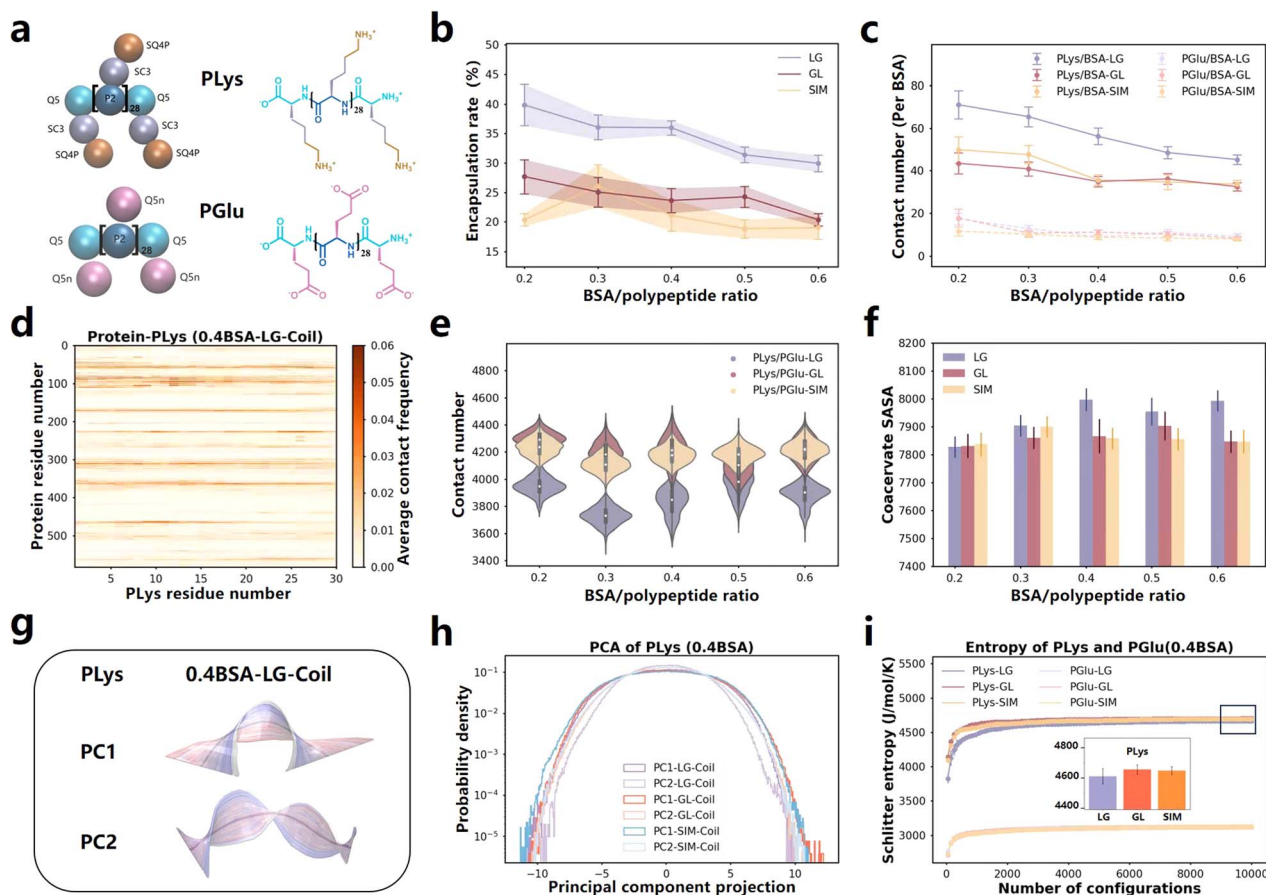 a
SQ4P
SC3
Q5
[P2]28
Q5
SC3
SC3
SQ4P
SQ4P
PLys
NH3+
O
O-
H
N
O
N
H
28
O
H
N
NH3+
O
NH3+
NH3+
Q5n
Q5
[P2]28
Q5
Q5n
Q5n
PGlu
-O
O
O
O-
H
N
O
N
H
28
O
H
N
NH3+
O
O-
O
O-
O
b
Encapsulation rate (%)
50
45
40
35
30
25
20
15
LG
GL
SIM
0.2 0.3 0.4 0.5 0.6
BSA/polypeptide ratio
c
Contact number (Per BSA)
100
80
60
40
20
0
PLys/BSA-LG
PLys/BSA-GL
PLys/BSA-SIM
PGlu/BSA-LG
PGlu/BSA-GL
PGlu/BSA-SIM
0.2 0.3 0.4 0.5 0.6
BSA/polypeptide ratio
d
Protein-PLys (0.4BSA-LG-Coil)
Protein residue number
0
100
200
300
400
500
5 10 15 20 25 30
PLys residue number
0.06
0.05
0.04
0.03
0.02
0.01
0.00
Average contact frequency
e
Contact number
4800
4600
4400
4200
4000
3800
3600
3400
PLys/PGlu-LG
PLys/PGlu-GL
PLys/PGlu-SIM
0.2 0.3 0.4 0.5 0.6
BSA/polypeptide ratio
f
Coacervate SASA
8200
8100
8000
7900
7800
7700
7600
7500
7400
LG
GL
SIM
0.2 0.3 0.4 0.5 0.6
BSA/polypeptide ratio
g
PLys 0.4BSA-LG-Coil
PC1
PC2
h
PCA of PLys (0.4BSA)
Probability density
10−1
10−2
10−3
10−4
10−5
PC1-LG-Coil
PC2-LG-Coil
PC1-GL-Coil
PC2-GL-Coil
PC1-SIM-Coil
PC2-SIM-Coil
−10 −5 0 5 10
Principal component projection
i
Entropy of PLys and PGlu(0.4BSA)
Schlitter entropy (J/mol/K)
5500
5000
4500
4000
3500
3000
PLys-LG
PLys-GL
PLys-SIM
PGlu-LG
PGlu-GL
PGlu-SIM
PLys
4800
4600
4400
LG GL SIM
0 2000 4000 6000 8000 10000
Number of configurations